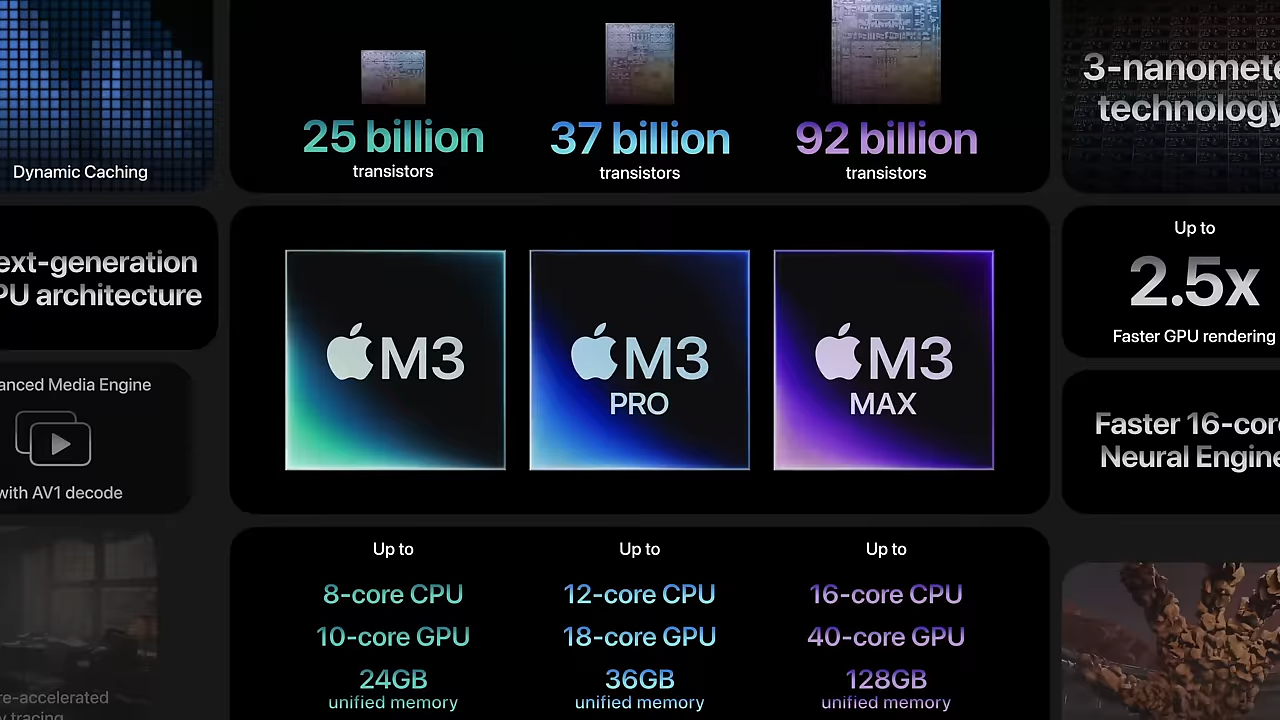 Dynamic Caching
25 billion
transistors
37 billion
transistors
92 billion
transistors
3-nanomete
technology
ext-generation
PU architecture
M3
M3
PRO
M3
MAX
Up to
2.5x
Faster GPU rendering
anced Media Engine
with AV1 decode
Faster 16-core
Neural Engine
Up to
8-core CPU
10-core GPU
24GB
unified memory
Up to
12-core CPU
18-core GPU
36GB
unified memory
Up to
16-core CPU
40-core GPU
128GB
unified memory
re-accelerated
y tracing